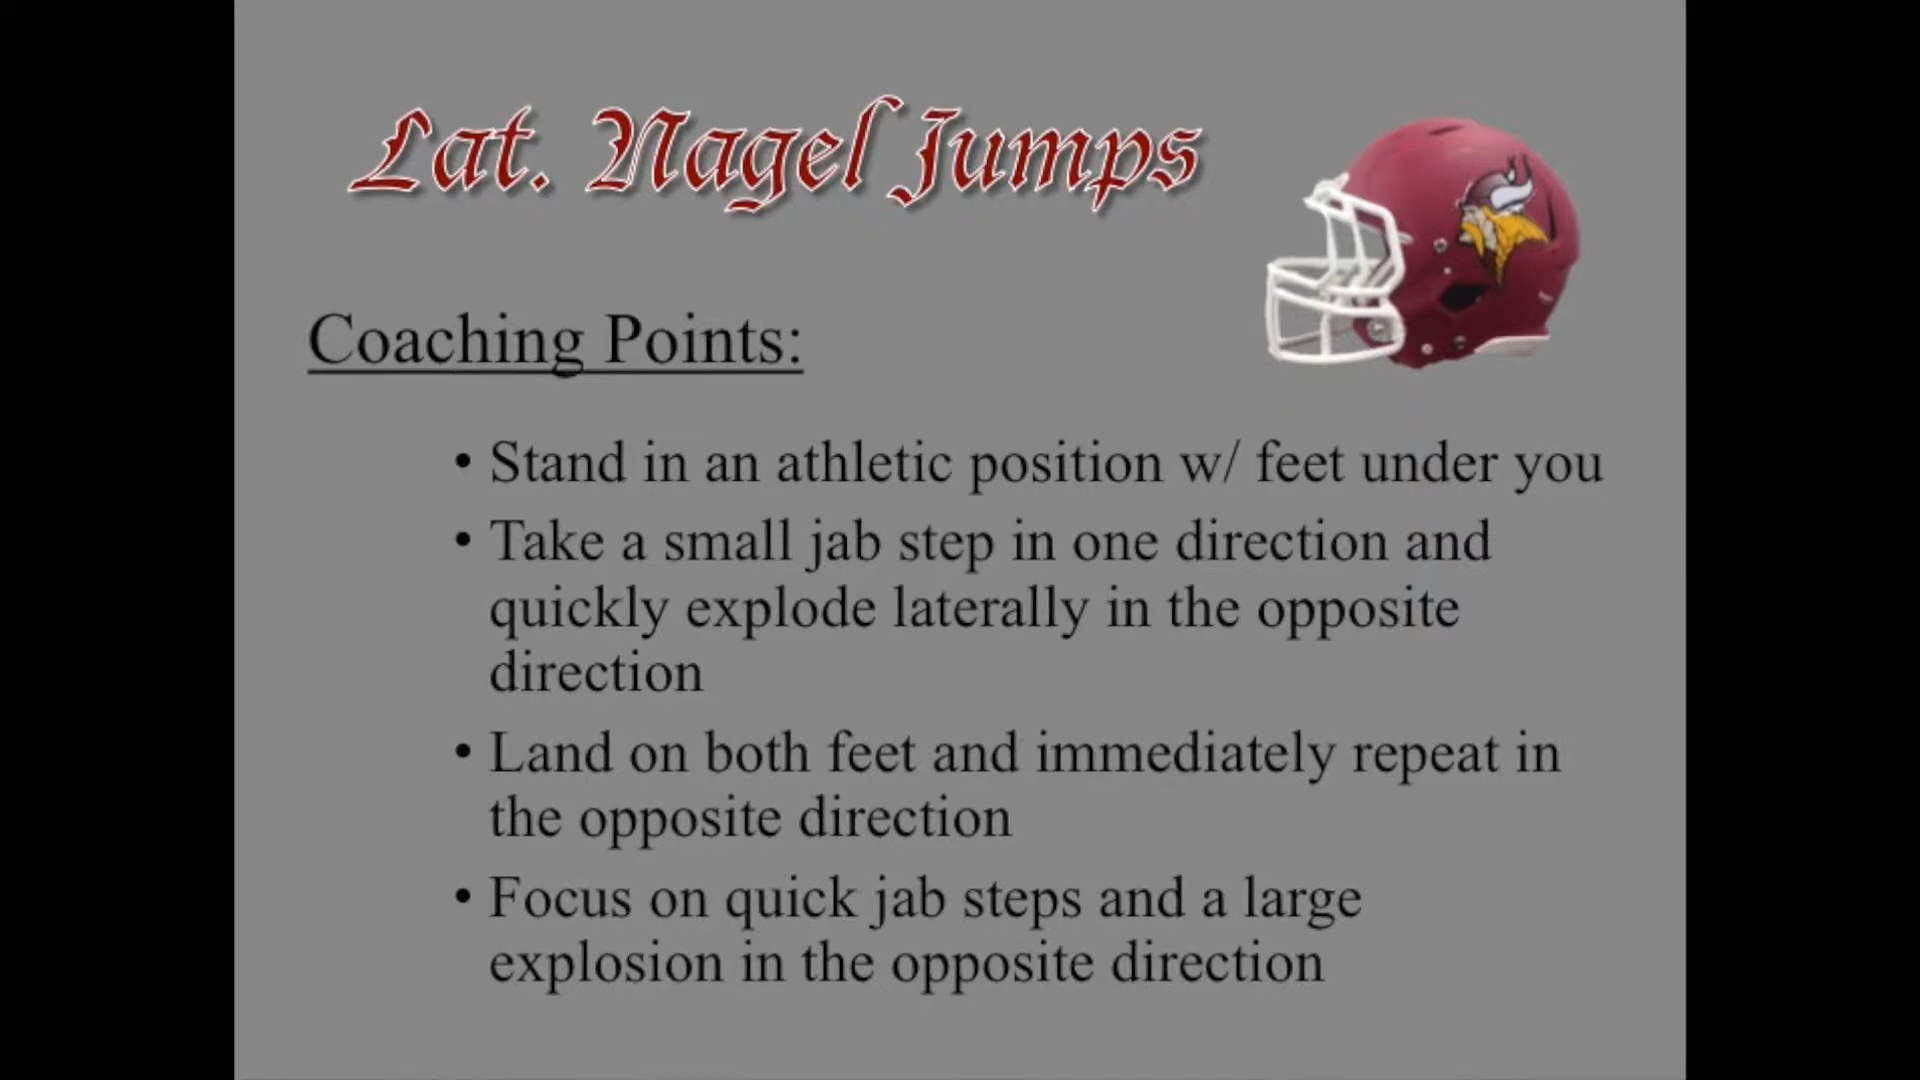 Lat. Nagel Jumps
Coaching Points:
• Stand in an athletic position w/ feet under you
• Take a small jab step in one direction and
quickly explode laterally in the opposite
direction
• Land on both feet and immediately repeat in
the opposite direction
• Focus on quick jab steps and a large
explosion in the opposite direction